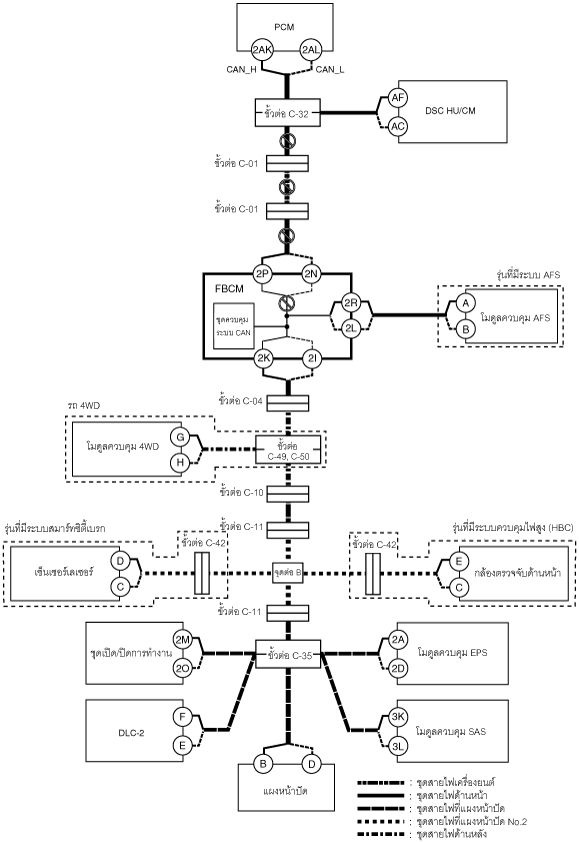 PCM
2AK
2AL
CAN_H
CAN_L
ขั้วต่อ C-32
AF
AC
DSC HU/CM
ขั้วต่อ C-01
ขั้วต่อ C-01
2P
2N
FBCM
ชุดควบคุม
ระบบ CAN
2R
2L
รุ่นที่มีระบบ AFS
A
B
โมดูลควบคุม AFS
2K
2I
ขั้วต่อ C-04
รถ 4WD
โมดูลควบคุม 4WD
G
H
ขั้วต่อ
C-49, C-50
ขั้วต่อ C-10
ขั้วต่อ C-11
รุ่นที่มีระบบสมาร์ทซิตี้เบรก
ขั้วต่อ C-42
เซ็นเซอร์เลเซอร์
D
C
ชุดต่อ B
รุ่นที่มีระบบควบคุมไฟสูง (HBC)
ขั้วต่อ C-42
E
C
กล้องตรวจจับด้านหน้า
ขั้วต่อ C-11
ชุดเปิด/ปิดการทำงาน
2M
2O
ขั้วต่อ C-35
2A
2D
โมดูลควบคุม EPS
DLC-2
F
E
3K
3L
โมดูลควบคุม SAS
B
D
แผงหน้าปัด
: ชุดสายไฟเครื่องยนต์
: ชุดสายไฟด้านหน้า
: ชุดสายไฟที่แผงหน้าปัด
: ชุดสายไฟที่แผงหน้าปัด No.2
: ชุดสายไฟด้านหลัง